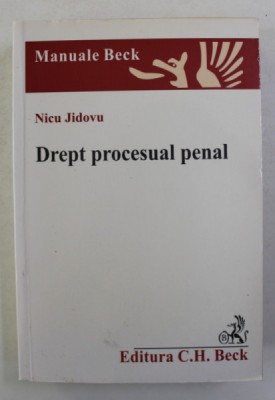 Manuale Beck
Nicu Jidovu
Drept procesual penal
Editura C.H. Beck